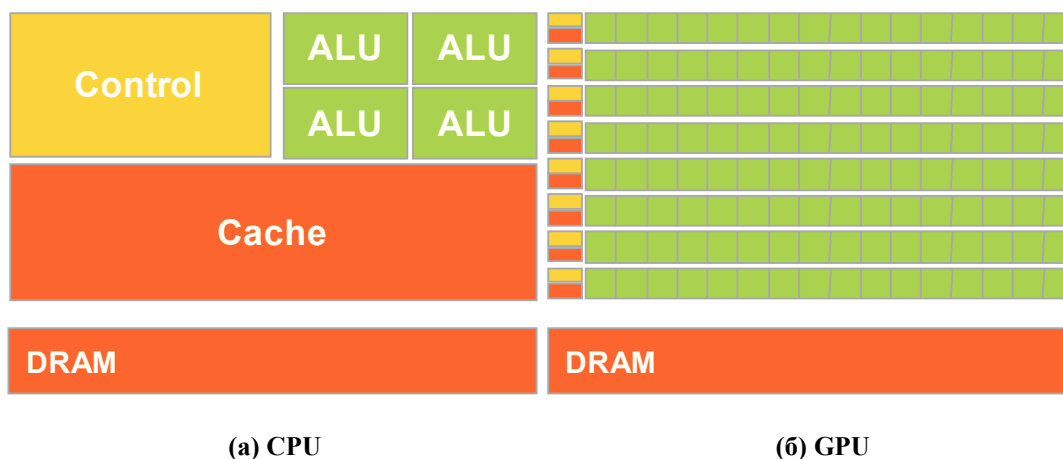 Control
ALU ALU
ALU ALU
Cache
DRAM
DRAM
(а) CPU
(б) GPU